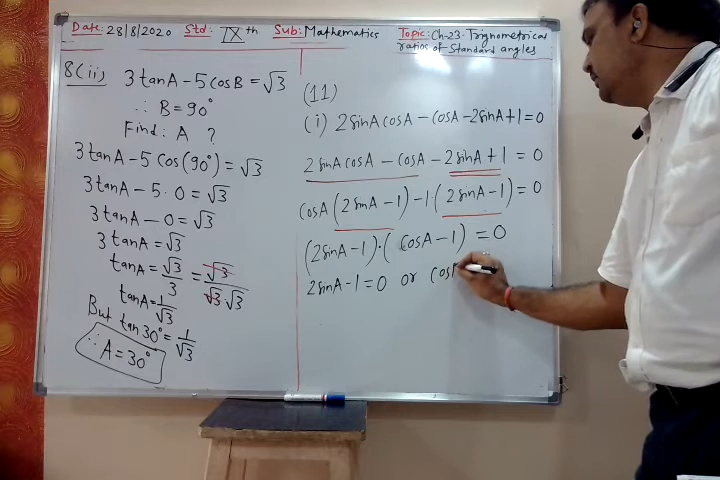 Date: 28/8/2020 Std: IXth Sub: Mathematics Topic: Ch-23. Trignometrical
ratios of Standard angles
8(ii) 3 tanA - 5 cosB = √3
∴ B = 90°
Find: A ?
3 tanA - 5 cos(90°) = √3
3 tanA - 5 · 0 = √3
3 tanA - 0 = √3
3 tanA = √3
tanA = √3/3 = √3/√3 √3
tanA = 1/√3
But tan 30° = 1/√3
∵ A = 30°
(11)
(i) 2 sinA cosA - cosA - 2 sinA + 1 = 0
2 sinA cosA - cosA - 2 sinA + 1 = 0
cosA (2 sinA - 1) - 1 · (2 sinA - 1) = 0
(2 sinA - 1) · (cosA - 1) = 0
2 sinA - 1 = 0 or cos